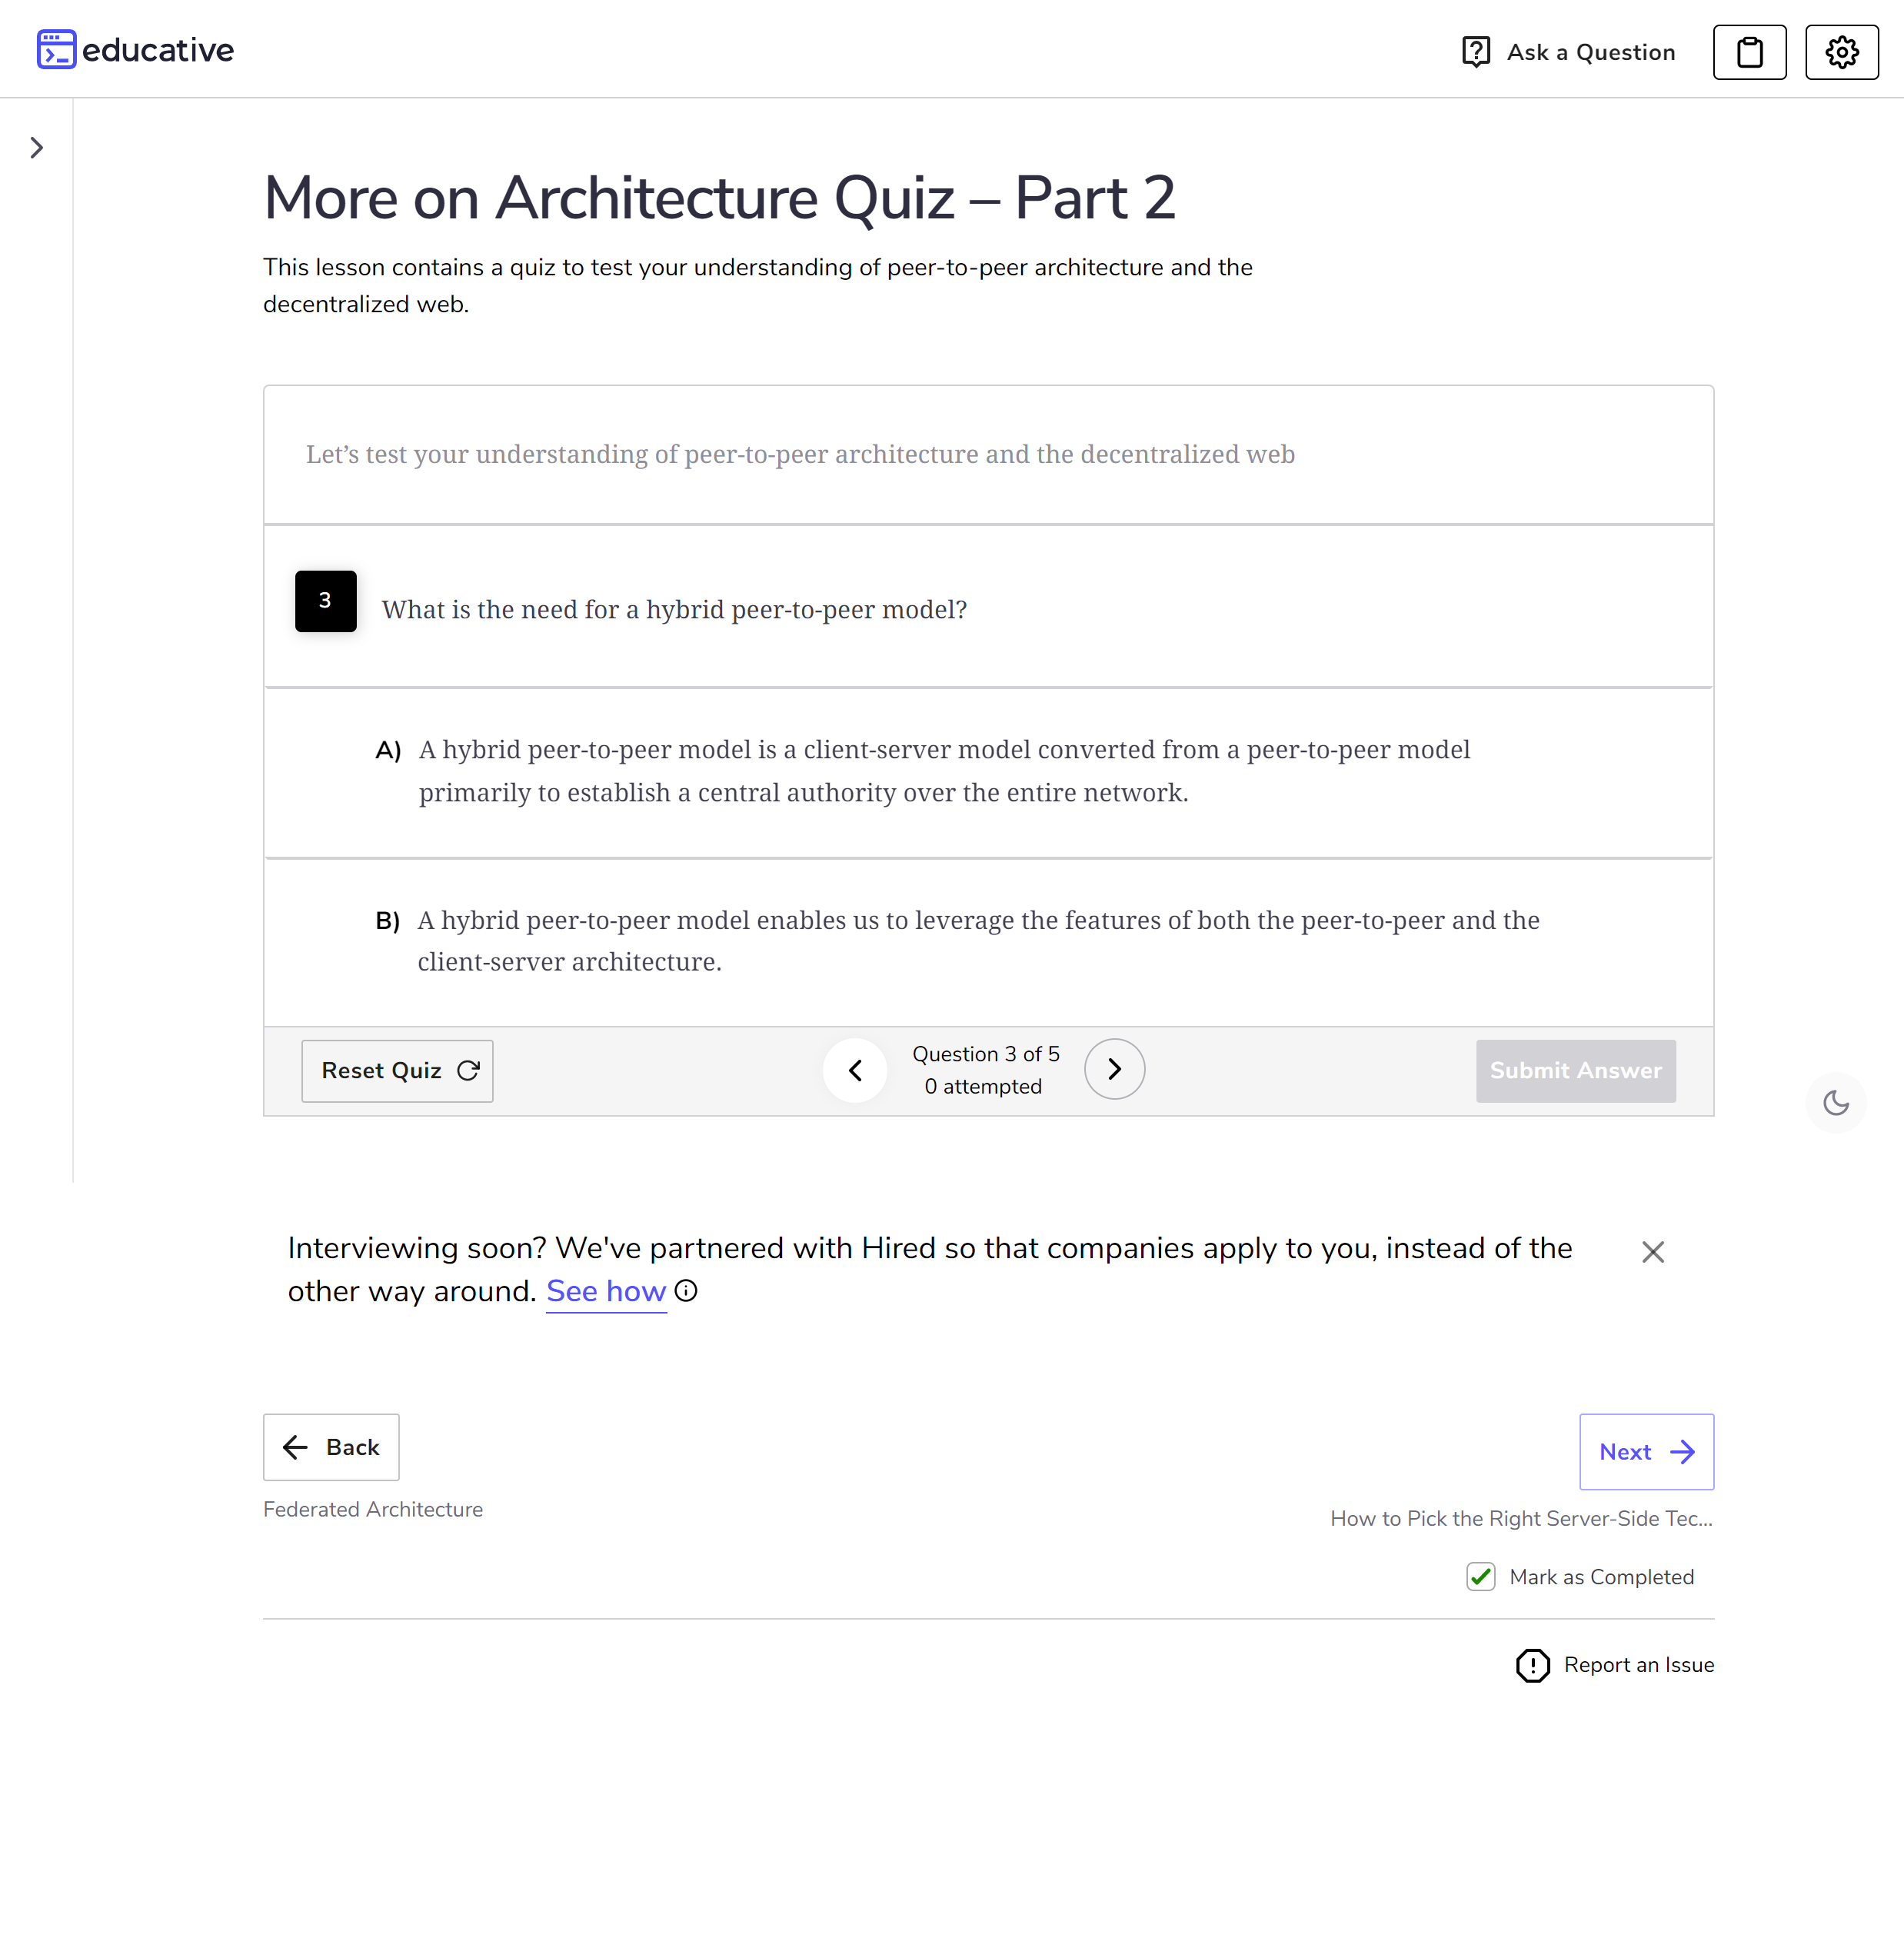 educative
Ask a Question
More on Architecture Quiz – Part 2
This lesson contains a quiz to test your understanding of peer-to-peer architecture and the
decentralized web.
Let’s test your understanding of peer-to-peer architecture and the decentralized web
3
What is the need for a hybrid peer-to-peer model?
A) A hybrid peer-to-peer model is a client-server model converted from a peer-to-peer model
primarily to establish a central authority over the entire network.
B) A hybrid peer-to-peer model enables us to leverage the features of both the peer-to-peer and the
client-server architecture.
Reset Quiz
Question 3 of 5
0 attempted
Submit Answer
Interviewing soon? We've partnered with Hired so that companies apply to you, instead of the
other way around. See how
Back
Next
Federated Architecture
How to Pick the Right Server-Side Tec...
Mark as Completed
Report an Issue